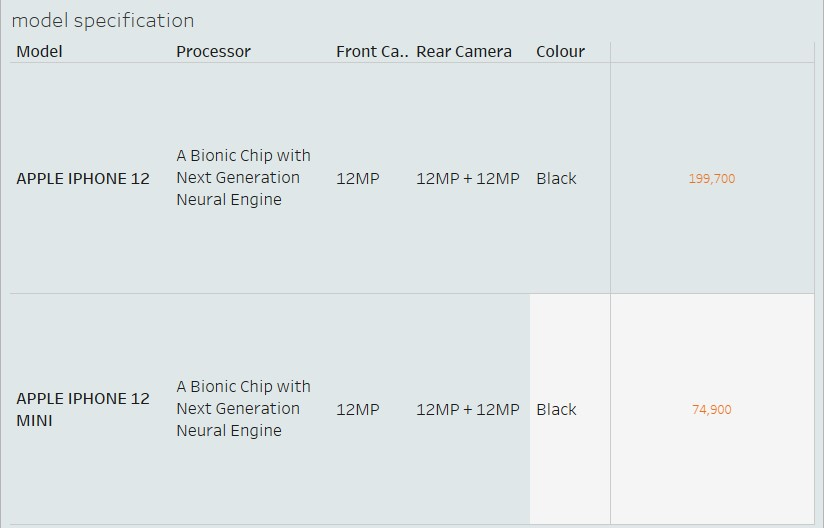 model specification
Model Processor Front Ca.. Rear Camera Colour
A Bionic Chip with
APPLE IPHONE 12 Next Generation 12MP 12MP + 12MP Black 199,700
Neural Engine
A Bionic Chip with
APPLE IPHONE 12 Next Generation 12MP 12MP + 12MP Black 74,900
MINI Neural Engine